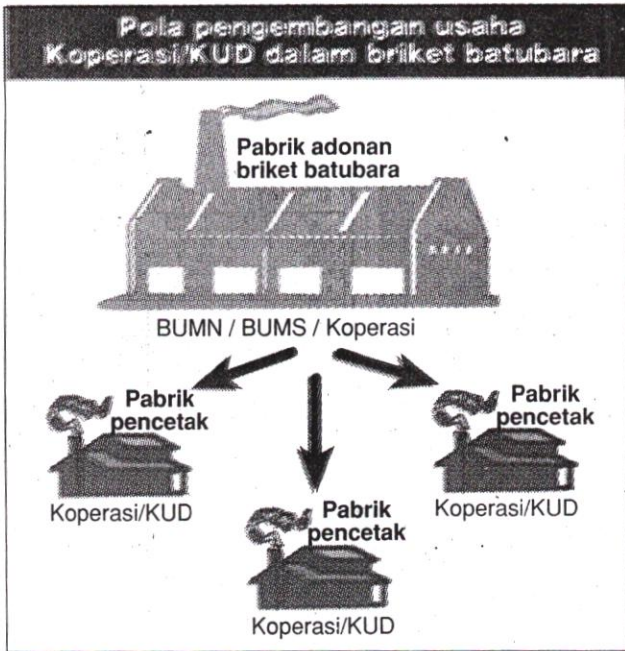 Pola pengembangan usaha
Koperasi/KUD dalam briket batubara
Pabrik adonan
briket batubara
BUMN / BUMS / Koperasi
Pabrik
pencetak
Koperasi/KUD
Pabrik
pencetak
Koperasi/KUD
Pabrik
pencetak
Koperasi/KUD